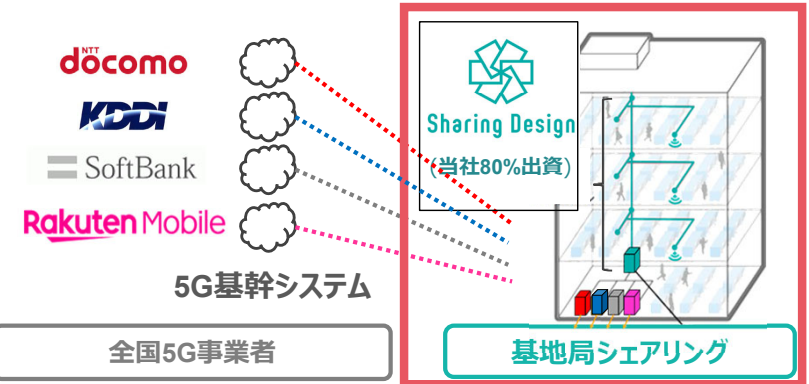 NTT
döcomo
KDDI
SoftBank
Rakuten Mobile
5G基幹システム
全国5G事業者
Sharing Design
(当社80%出資)
基地局シェアリング